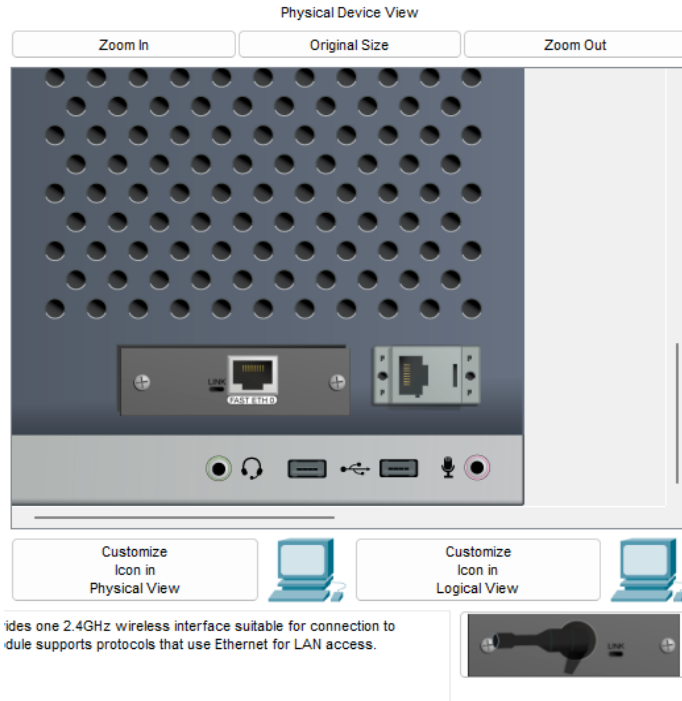 Physical Device View
Zoom In
Original Size
Zoom Out
LINK
FAST ETH 0
P P
P P
Customize
Icon in
Physical View
Customize
Icon in
Logical View
ides one 2.4GHz wireless interface suitable for connection to
dule supports protocols that use Ethernet for LAN access.
LINK